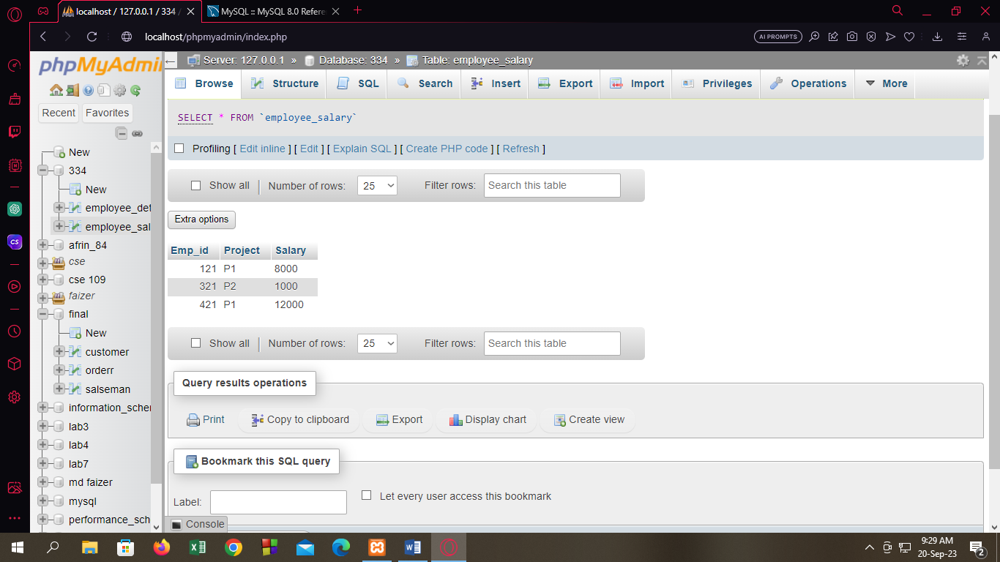 localhost / 127.0.0.1 / 334 /
MySQL :: MySQL 8.0 Refere
localhost/phpmyadmin/index.php
AI PROMPTS
phpMyAdmin
Recent Favorites
New
334
New
employee_det
employee_sal
afrin_84
cse
cse 109
faizer
final
New
customer
orderr
salseman
information_scher
lab3
lab4
lab7
md faizer
mysql
performance_sch
Server: 127.0.0.1 » Database: 334 » Table: employee_salary
Browse Structure SQL Search Insert Export Import Privileges Operations More
SELECT * FROM `employee_salary`
Profiling [ Edit inline ] [ Edit ] [ Explain SQL ] [ Create PHP code ] [ Refresh ]
Show all Number of rows: 25 Filter rows: Search this table
Extra options
Emp_id Project Salary
121 P1 8000
321 P2 1000
421 P1 12000
Show all Number of rows: 25 Filter rows: Search this table
Query results operations
Print Copy to clipboard Export Display chart Create view
Bookmark this SQL query
Label: Let every user access this bookmark
Console
CS
9:29 AM
20-Sep-23
2